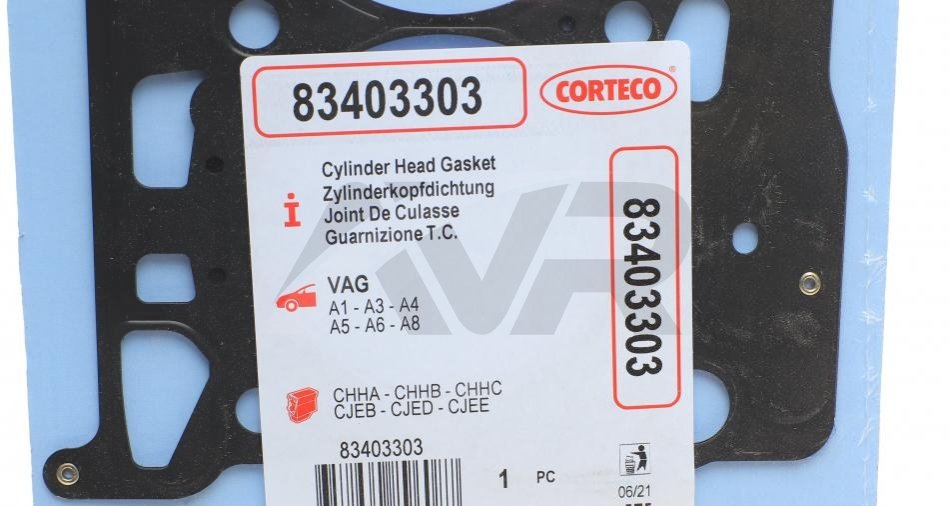 83403303
CORTECO®
Cylinder Head Gasket
Zylinderkopfdichtung
Joint De Culasse
Guarnizione T.C.
i
83403303
AVR
VAG
A1 - A3 - A4
A5 - A6 - A8
CHHA - CHHB - CHHC
CJEB - CJED - CJEE
83403303
1 PC
06/21